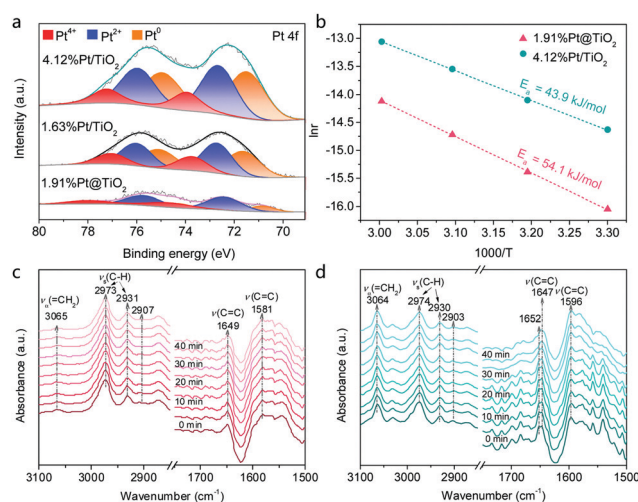 a
Pt⁴⁺ Pt²⁺ Pt⁰ Pt 4f
4.12%Pt/TiO₂
1.63%Pt/TiO₂
1.91%Pt@TiO₂
Intensity (a.u.)
80 78 76 74 72 70
Binding energy (eV)
b
1.91%Pt@TiO₂
4.12%Pt/TiO₂
Eₐ = 43.9 kJ/mol
Eₐ = 54.1 kJ/mol
lnr
-13.0
-13.5
-14.0
-14.5
-15.0
-15.5
-16.0
3.00 3.05 3.10 3.15 3.20 3.25 3.30
1000/T
c
νₛ(C-H)
2973 2931
νₐₛ(=CH₂)
3065
2907
ν(C=C)
1649
ν(C=C)
1581
40 min
30 min
20 min
10 min
0 min
Absorbance (a.u.)
3100 3000 2900 1700 1600 1500
Wavenumber (cm⁻¹)
d
νₛ(C-H)
2974 2930
3064
2903
ν(C=C)
1647
ν(C=C)
1652
1596
40 min
30 min
20 min
10 min
0 min
Absorbance (a.u.)
3100 3000 2900 1700 1600 1500
Wavenumber (cm⁻¹)